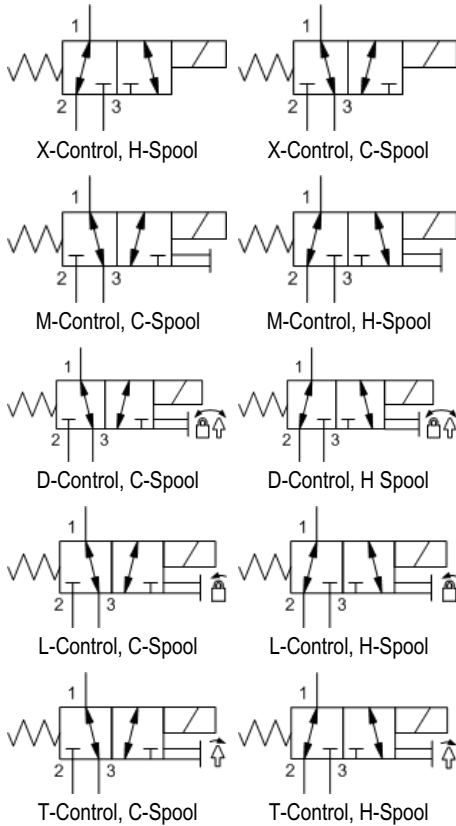 1 1
2 3 2 3
X-Control, H-Spool X-Control, C-Spool
1 1
2 3 2 3
M-Control, C-Spool M-Control, H-Spool
1 1
2 3 2 3
D-Control, C-Spool D-Control, H Spool
1 1
2 3 2 3
L-Control, C-Spool L-Control, H-Spool
1 1
2 3 2 3
T-Control, C-Spool T-Control, H-Spool